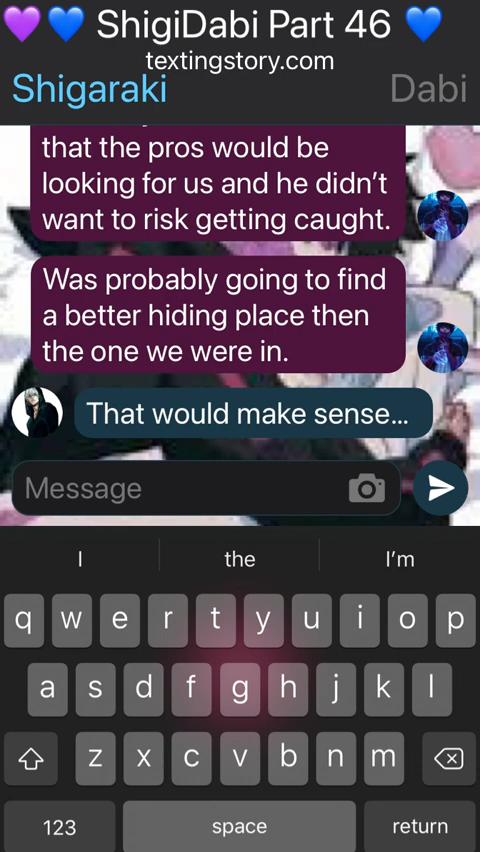 💜💙 ShigiDabi Part 46 💙
textingstory.com
Shigaraki
Dabi
that the pros would be
looking for us and he didn’t
want to risk getting caught.
Was probably going to find
a better hiding place then
the one we were in.
That would make sense...
Message
I the I’m
q w e r t y u i o p
a s d f g h j k l
z x c v b n m
123 space return